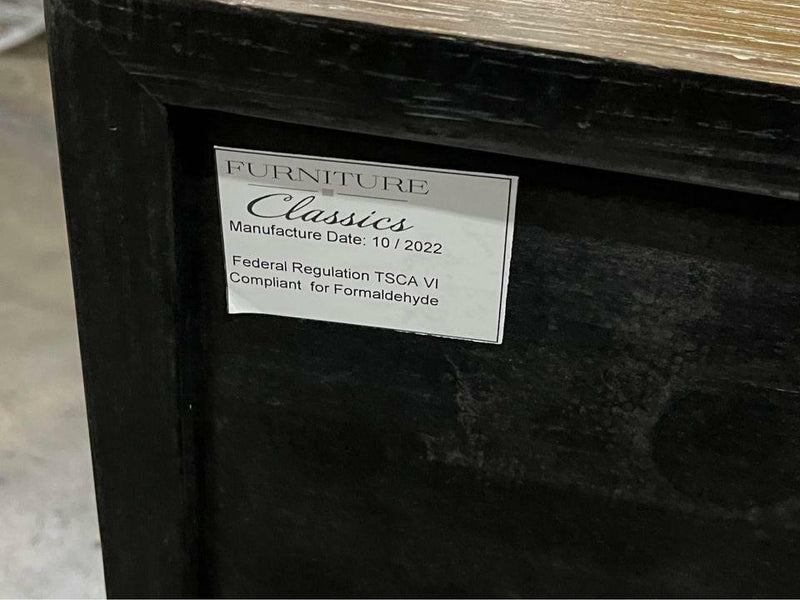 FURNITURE
Classics
Manufacture Date: 10 / 2022
Federal Regulation TSCA VI
Compliant for Formaldehyde